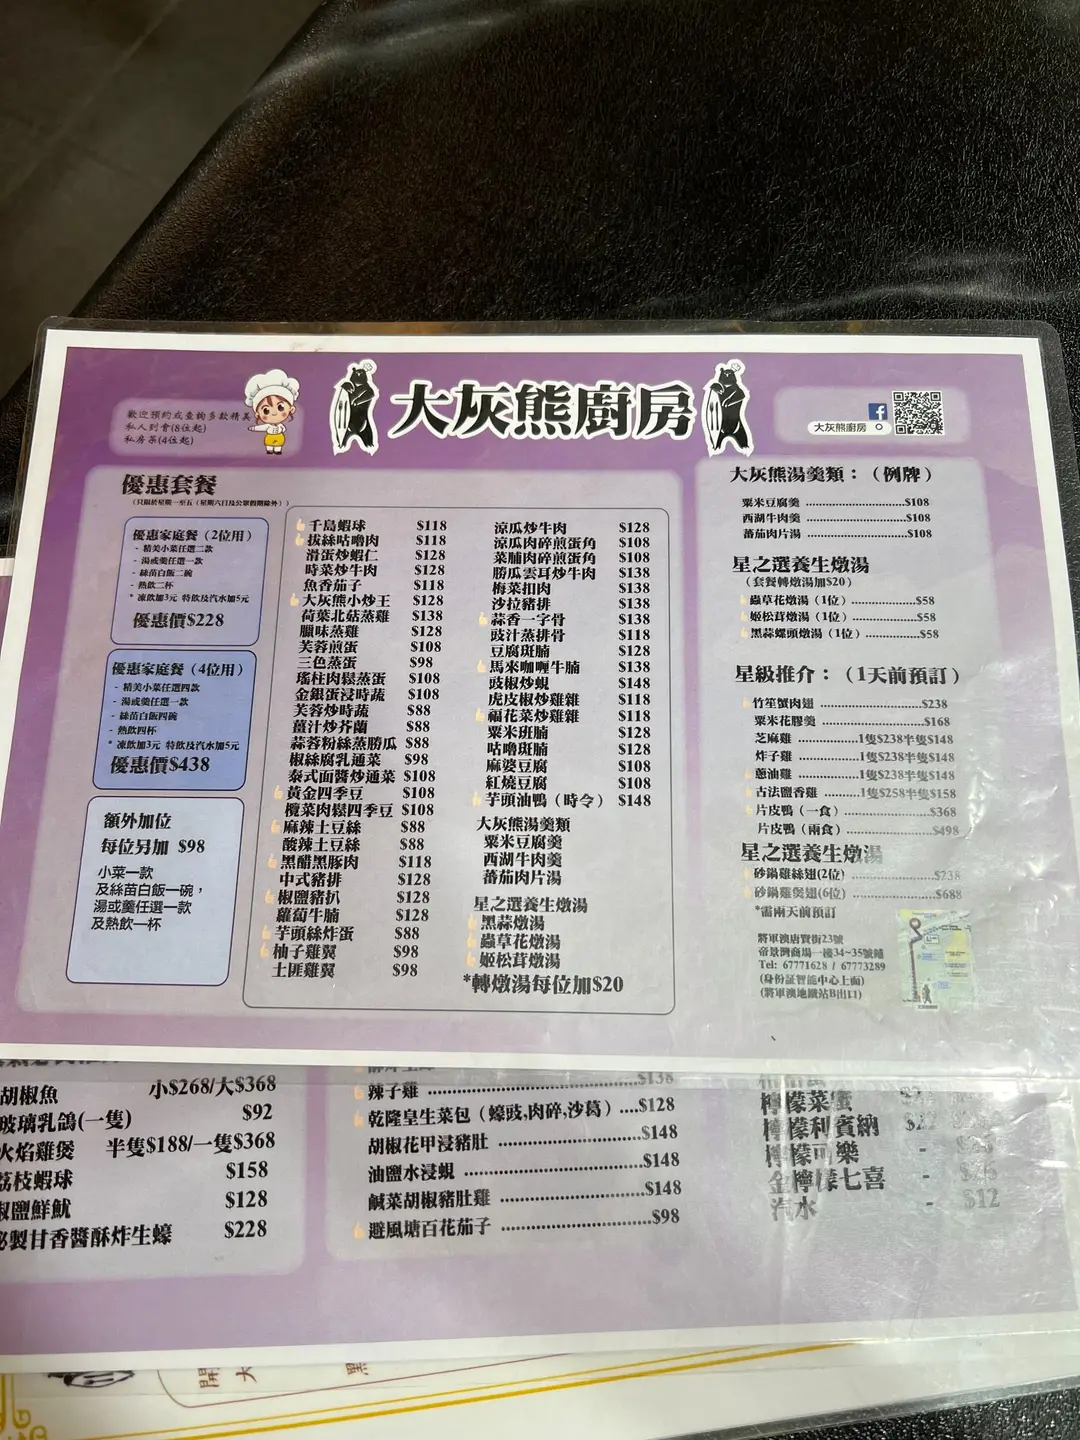 歡迎預約或查詢多款精美
私人到會(8位起)
私房菜(4位起)
大灰熊廚房
大灰熊廚房
優惠套餐
(只限於星期一至五(星期六日及公眾假期除外))
優惠家庭餐（2位用）
- 精美小菜任選二款
- 湯或羹任選一款
- 絲苗白飯二碗
- 熱飲二杯
* 凍飲加3元 特飲及汽水加5元
優惠價$228
優惠家庭餐（4位用）
- 精美小菜任選四款
- 湯或羹任選一款
- 絲苗白飯四碗
- 熱飲四杯
* 凍飲加3元 特飲及汽水加5元
優惠價$438
額外加位
每位另加 $98
小菜一款
及絲苗白飯一碗，
湯或羹任選一款
及熱飲一杯
千島蝦球 $118
拔絲咕嚕肉 $118
滑蛋炒蝦仁 $128
時菜炒牛肉 $128
魚香茄子 $118
大灰熊小炒王 $128
荷葉北菇蒸雞 $138
臘味蒸雞 $128
芙蓉煎蛋 $108
三色蒸蛋 $98
瑤柱肉鬆蒸蛋 $108
金銀蛋浸時蔬 $108
芙蓉炒時蔬 $88
薑汁炒芥蘭 $88
蒜蓉粉絲蒸勝瓜 $88
椒絲腐乳通菜 $98
泰式面醬炒通菜 $108
黃金四季豆 $108
欖菜肉鬆四季豆 $108
麻辣土豆絲 $88
酸辣土豆絲 $88
黑醋黑豚肉 $118
中式豬排 $128
椒鹽豬扒 $128
蘿蔔牛腩 $128
芋頭絲炸蛋 $88
柚子雞翼 $98
土匪雞翼 $98
涼瓜炒牛肉 $128
涼瓜肉碎煎蛋角 $108
菜脯肉碎煎蛋角 $108
勝瓜雲耳炒牛肉 $138
梅菜扣肉 $138
沙拉豬排 $138
蒜香一字骨 $138
豉汁蒸排骨 $118
豆腐斑腩 $128
馬來咖喱牛腩 $138
豉椒炒蜆 $148
虎皮椒炒雞雜 $118
福花菜炒雞雜 $118
粟米班腩 $128
咕嚕斑腩 $128
麻婆豆腐 $108
紅燒豆腐 $108
芋頭油鴨（時令） $148
大灰熊湯羹類
粟米豆腐羹
西湖牛肉羹
蕃茄肉片湯
星之選養生燉湯
黑蒜燉湯
蟲草花燉湯
姬松茸燉湯
*轉燉湯每位加$20
大灰熊湯羹類：（例牌）
粟米豆腐羹 ........................$108
西湖牛肉羹 ........................$108
蕃茄肉片湯 ........................$108
星之選養生燉湯
(套餐轉燉湯加$20)
蟲草花燉湯（1位）...................$58
姬松茸燉湯（1位）...................$58
黑蒜螺頭燉湯（1位）................$58
星級推介：（1天前預訂）
竹笙蟹肉翅 ........................$238
粟米花膠羹 ........................$168
芝麻雞 ...............1隻$238半隻$148
炸子雞 ...............1隻$238半隻$148
蔥油雞 ...............1隻$238半隻$148
古法鹽香雞 ..........1隻$258半隻$158
片皮鴨（一食）......................$368
片皮鴨（兩食）......................$498
星之選養生燉湯
砂鍋雞絲翅(2位) ...................$238
砂鍋雞煲翅(6位) ...................$688
*需兩天前預訂
將軍澳唐賢街23號
帝景灣商場一樓34~35號鋪
Tel: 67771628 / 67773289
(身份証智能中心上面)
(將軍澳地鐵站B出口)
胡椒魚 小$268/大$368
玻璃乳鴿(一隻) $92
火焰雞煲 半隻$188/一隻$368
荔枝蝦球 $158
椒鹽鮮魷 $128
秘製甘香醬酥炸生蠔 $228
$138
辣子雞
乾隆皇生菜包（蠔豉,肉碎,沙葛）....$128
胡椒花甲浸豬肚 ........................$148
油鹽水浸蜆 ........................$148
鹹菜胡椒豬肚雞 ........................$148
避風塘百花茄子 ........................$98
檸檬菜蜜
檸檬利賓納
檸檬可樂 -
金檸檬七喜 -
汽水 - $12